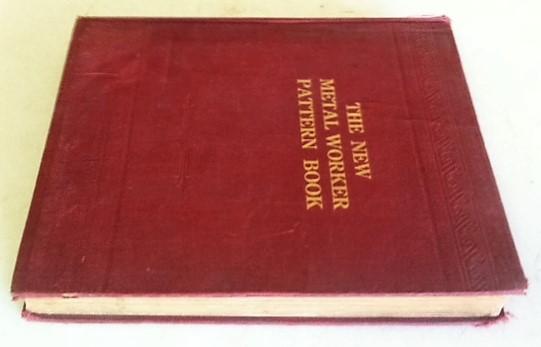 THE NEW
METAL WORKER
PATTERN BOOK